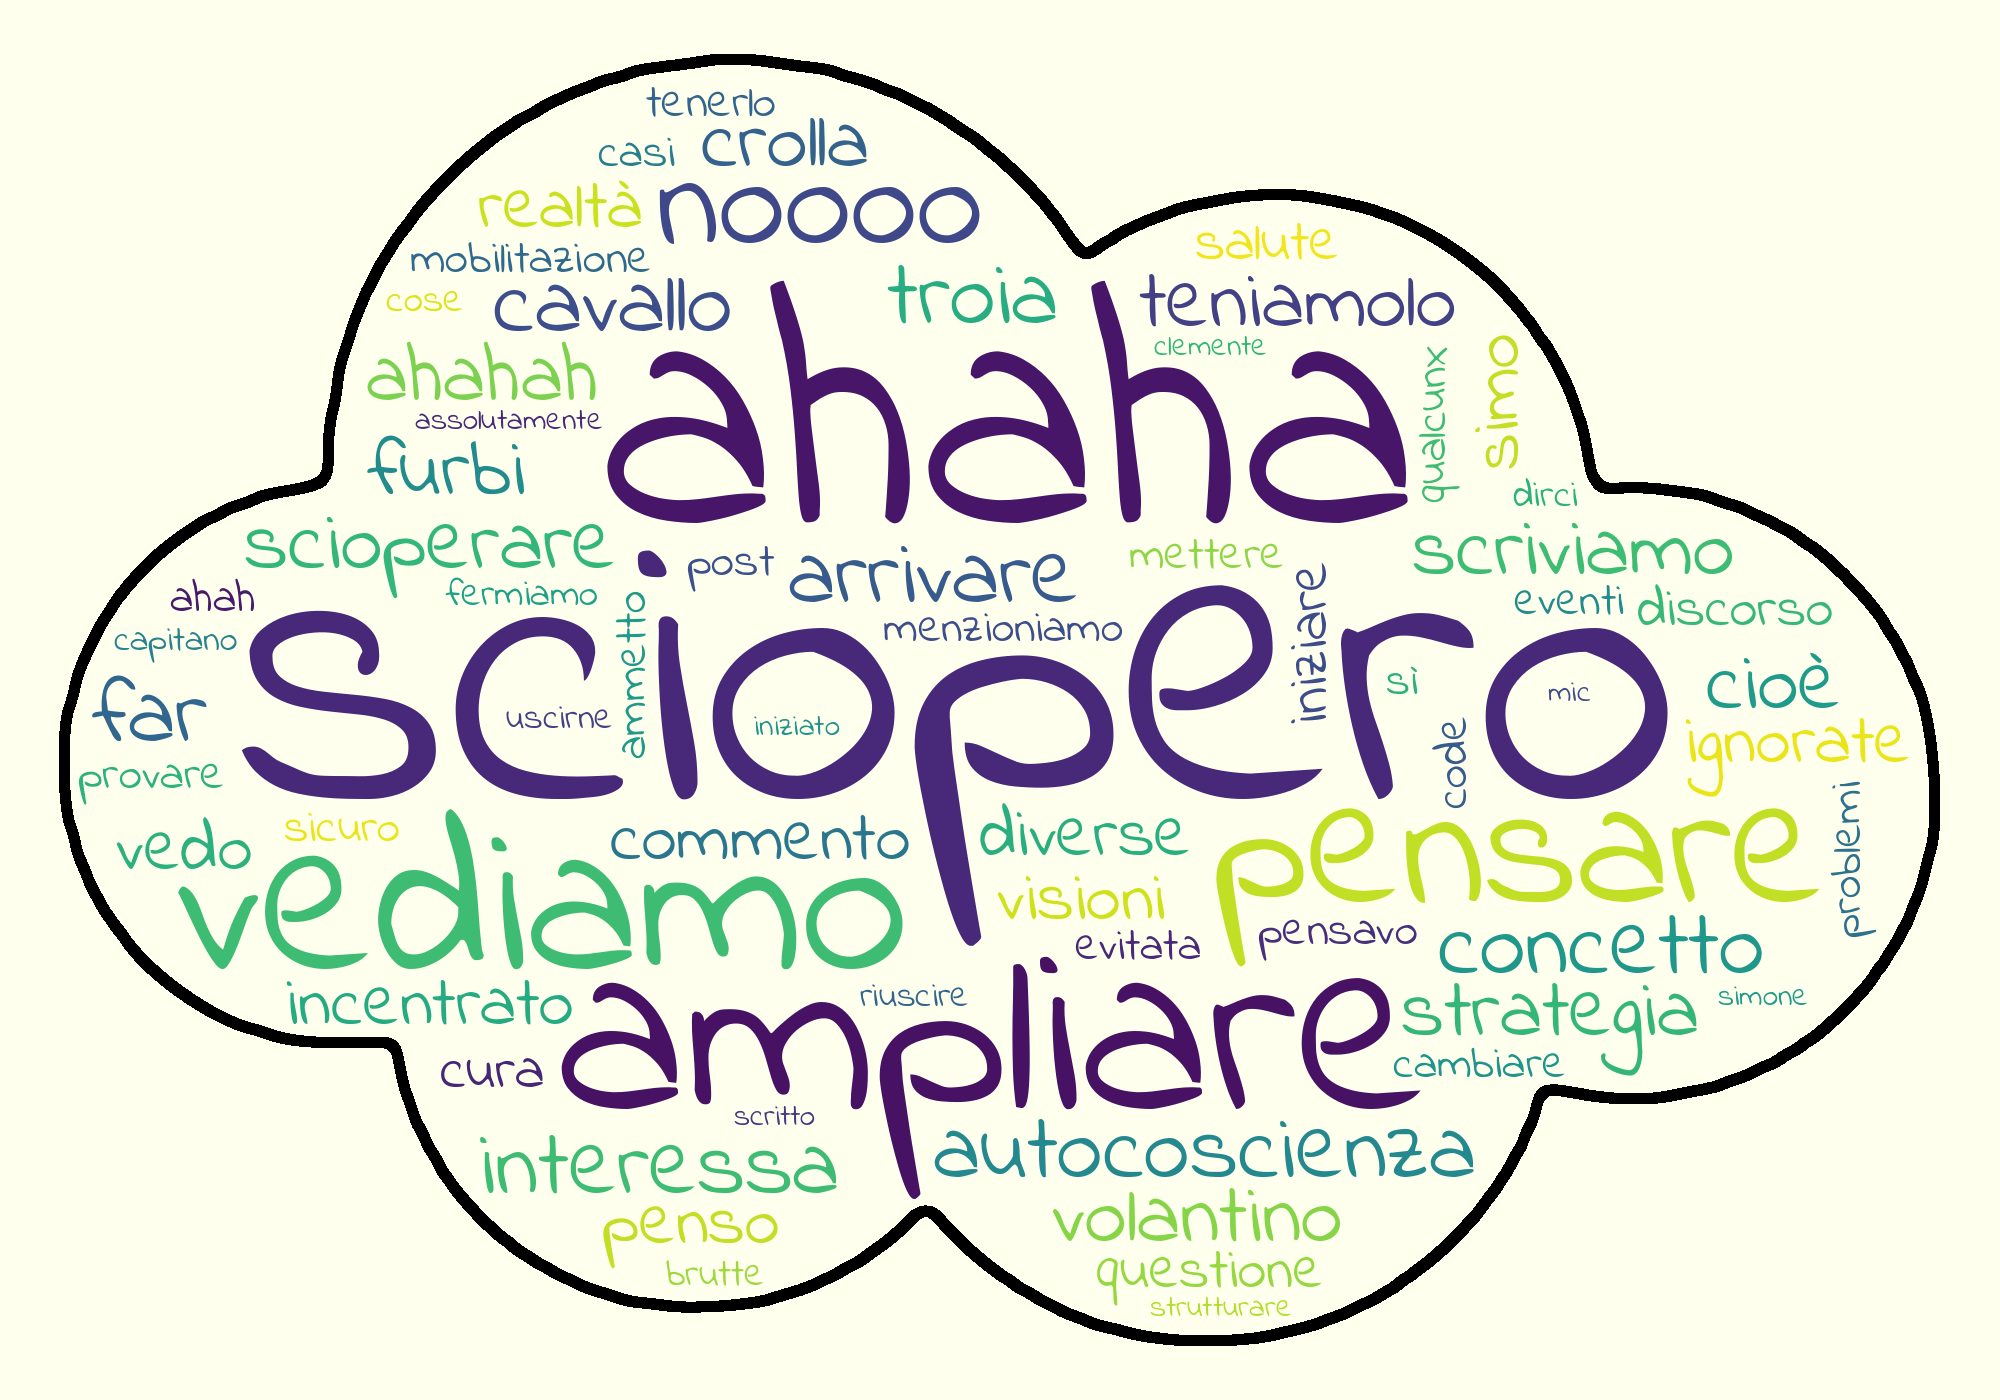 tenerlo
casi crolla
realtà noooo
mobilitazione
salute
cose cavallo troia teniamolo
clemente
ahahah ahaha qualcunx simo
assolutamente
furbi
dirci
scioperare post arrivare mettere scriviamo
ahah fermiamo ammetto iniziare eventi discorso
capitano menzioniamo
sciopero
far uscirne iniziato sì mic cioè
provare code ignorate
vedo sicuro commento diverse pensare problemi
vediamo visioni
evitata pensavo concetto
incentrato riuscire strategia simone
cura ampliare cambiare
scritto
interessa autocoscienza
penso volantino
brutte questione
strutturare